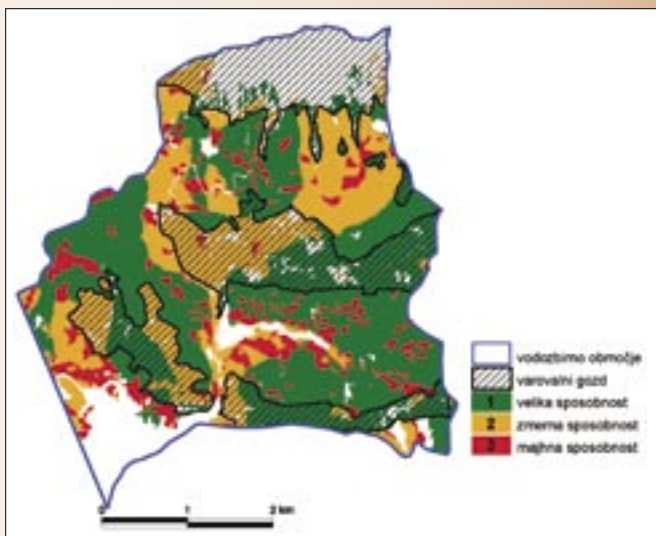 vodozbirno območje
varovalni gozd
1 velika sposobnost
2 zmerna sposobnost
3 majhna sposobnost
0 1 2 km